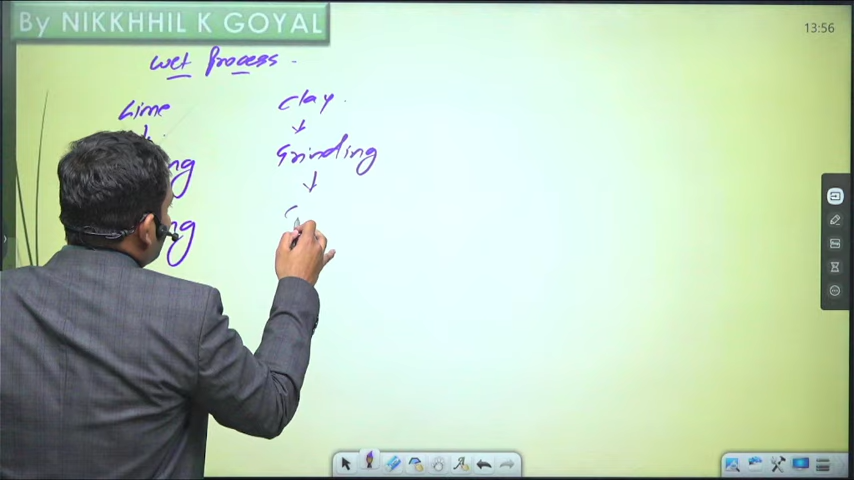 By NIKKHHIL K GOYAL
13:56
Wet Process
Lime
Clay
Grinding